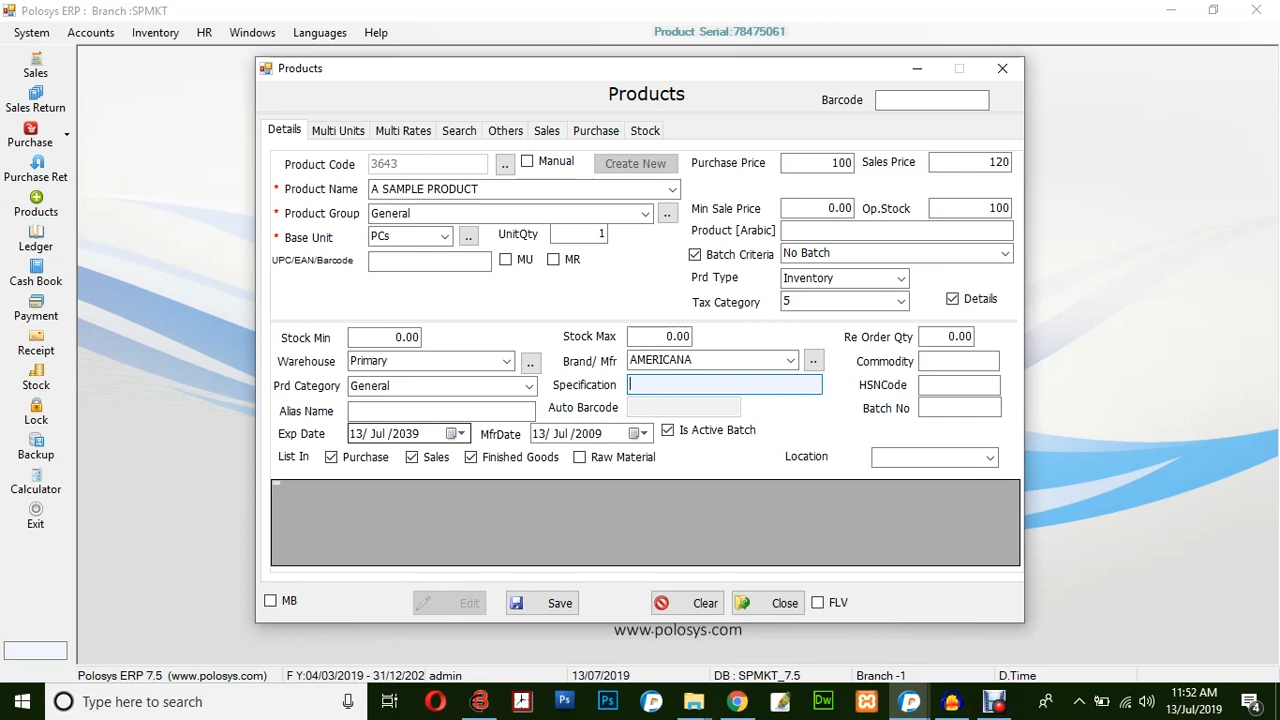 Polosys ERP : Branch :SPMKT
System Accounts Inventory HR Windows Languages Help Product Serial:78475061
Sales
Sales Return
Purchase
Purchase Ret
Products
Ledger
Cash Book
Payment
Receipt
Stock
Lock
Backup
Calculator
Exit
Products
Products
Barcode
Details Multi Units Multi Rates Search Others Sales Purchase Stock
Product Code 3643 .. Manual Create New Purchase Price 100 Sales Price 120
* Product Name A SAMPLE PRODUCT
* Product Group General .. Min Sale Price 0.00 Op.Stock 100
Product [Arabic]
* Base Unit PCs .. UnitQty 1
Batch Criteria No Batch
UPC/EAN/Barcode MU MR
Prd Type Inventory
Tax Category 5 Details
Stock Min 0.00 Stock Max 0.00 Re Order Qty 0.00
Warehouse Primary .. Brand/ Mfr AMERICANA .. Commodity
Prd Category General Specification HSNCode
Alias Name Auto Barcode Batch No
Exp Date 13/ Jul /2039 MfrDate 13/ Jul /2009 Is Active Batch
List In Purchase Sales Finished Goods Raw Material Location
MB Edit Save Clear Close FLV
www.polosys.com
Polosys ERP 7.5 (www.polosys.com) F Y:04/03/2019 - 31/12/202 admin 13/07/2019 DB : SPMKT_7.5 Branch -1 D.Time
Type here to search
11:52 AM
13/Jul/2019
4